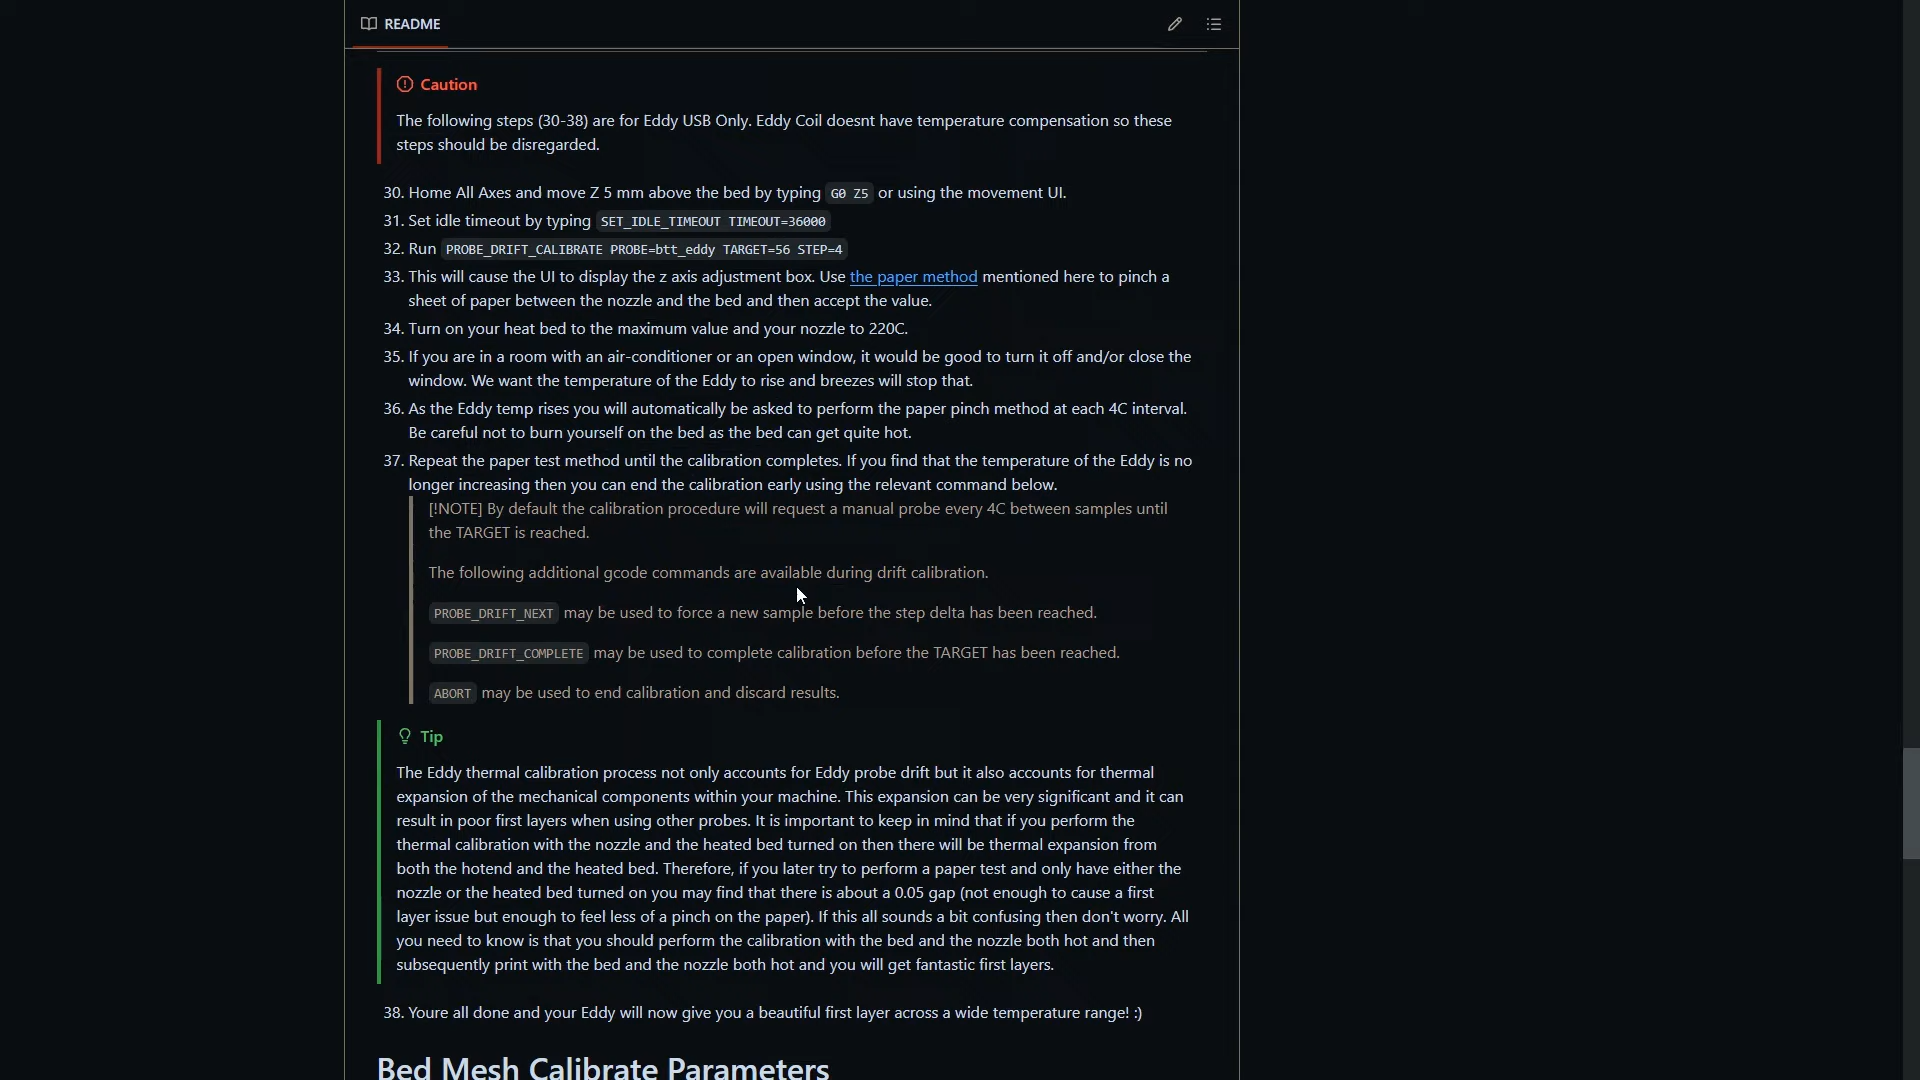 README
Caution
The following steps (30-38) are for Eddy USB Only. Eddy Coil doesnt have temperature compensation so these
steps should be disregarded.
30. Home All Axes and move Z 5 mm above the bed by typing G0 Z5 or using the movement UI.
31. Set idle timeout by typing SET_IDLE_TIMEOUT TIMEOUT=36000
32. Run PROBE_DRIFT_CALIBRATE PROBE=btt_eddy TARGET=56 STEP=4
33. This will cause the UI to display the z axis adjustment box. Use the paper method mentioned here to pinch a
sheet of paper between the nozzle and the bed and then accept the value.
34. Turn on your heat bed to the maximum value and your nozzle to 220C.
35. If you are in a room with an air-conditioner or an open window, it would be good to turn it off and/or close the
window. We want the temperature of the Eddy to rise and breezes will stop that.
36. As the Eddy temp rises you will automatically be asked to perform the paper pinch method at each 4C interval.
Be careful not to burn yourself on the bed as the bed can get quite hot.
37. Repeat the paper test method until the calibration completes. If you find that the temperature of the Eddy is no
longer increasing then you can end the calibration early using the relevant command below.
[!NOTE] By default the calibration procedure will request a manual probe every 4C between samples until
the TARGET is reached.
The following additional gcode commands are available during drift calibration.
PROBE_DRIFT_NEXT may be used to force a new sample before the step delta has been reached.
PROBE_DRIFT_COMPLETE may be used to complete calibration before the TARGET has been reached.
ABORT may be used to end calibration and discard results.
Tip
The Eddy thermal calibration process not only accounts for Eddy probe drift but it also accounts for thermal
expansion of the mechanical components within your machine. This expansion can be very significant and it can
result in poor first layers when using other probes. It is important to keep in mind that if you perform the
thermal calibration with the nozzle and the heated bed turned on then there will be thermal expansion from
both the hotend and the heated bed. Therefore, if you later try to perform a paper test and only have either the
nozzle or the heated bed turned on you may find that there is about a 0.05 gap (not enough to cause a first
layer issue but enough to feel less of a pinch on the paper). If this all sounds a bit confusing then don't worry. All
you need to know is that you should perform the calibration with the bed and the nozzle both hot and then
subsequently print with the bed and the nozzle both hot and you will get fantastic first layers.
38. Youre all done and your Eddy will now give you a beautiful first layer across a wide temperature range! :)
Bed Mesh Calibrate Parameters